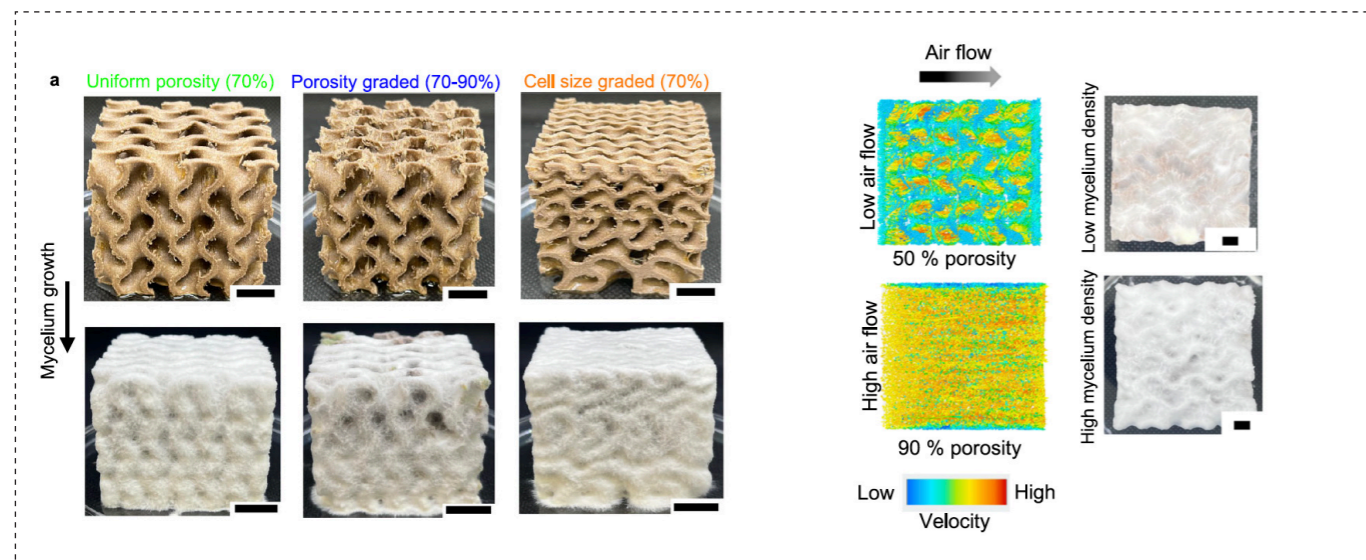 a
Uniform porosity (70%)
Porosity graded (70-90%)
Cell size graded (70%)
Mycelium growth
Air flow
Low air flow
50 % porosity
Low mycelium density
High air flow
90 % porosity
High mycelium density
Low
High
Velocity